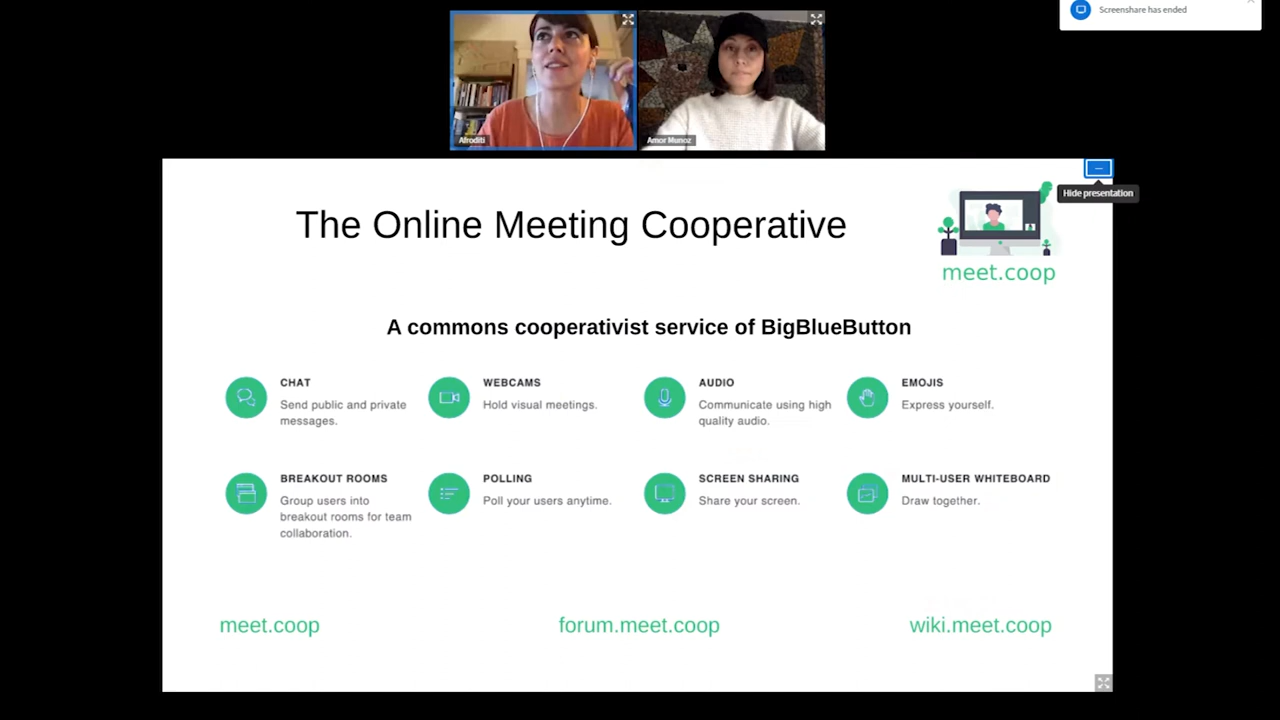 Screenshare has ended
Afroditi
Amor Munoz
Hide presentation
The Online Meeting Cooperative
meet.coop
A commons cooperativist service of BigBlueButton
CHAT
Send public and private
messages.
WEBCAMS
Hold visual meetings.
AUDIO
Communicate using high
quality audio.
EMOJIS
Express yourself.
BREAKOUT ROOMS
Group users into
breakout rooms for team
collaboration.
POLLING
Poll your users anytime.
SCREEN SHARING
Share your screen.
MULTI-USER WHITEBOARD
Draw together.
meet.coop
forum.meet.coop
wiki.meet.coop